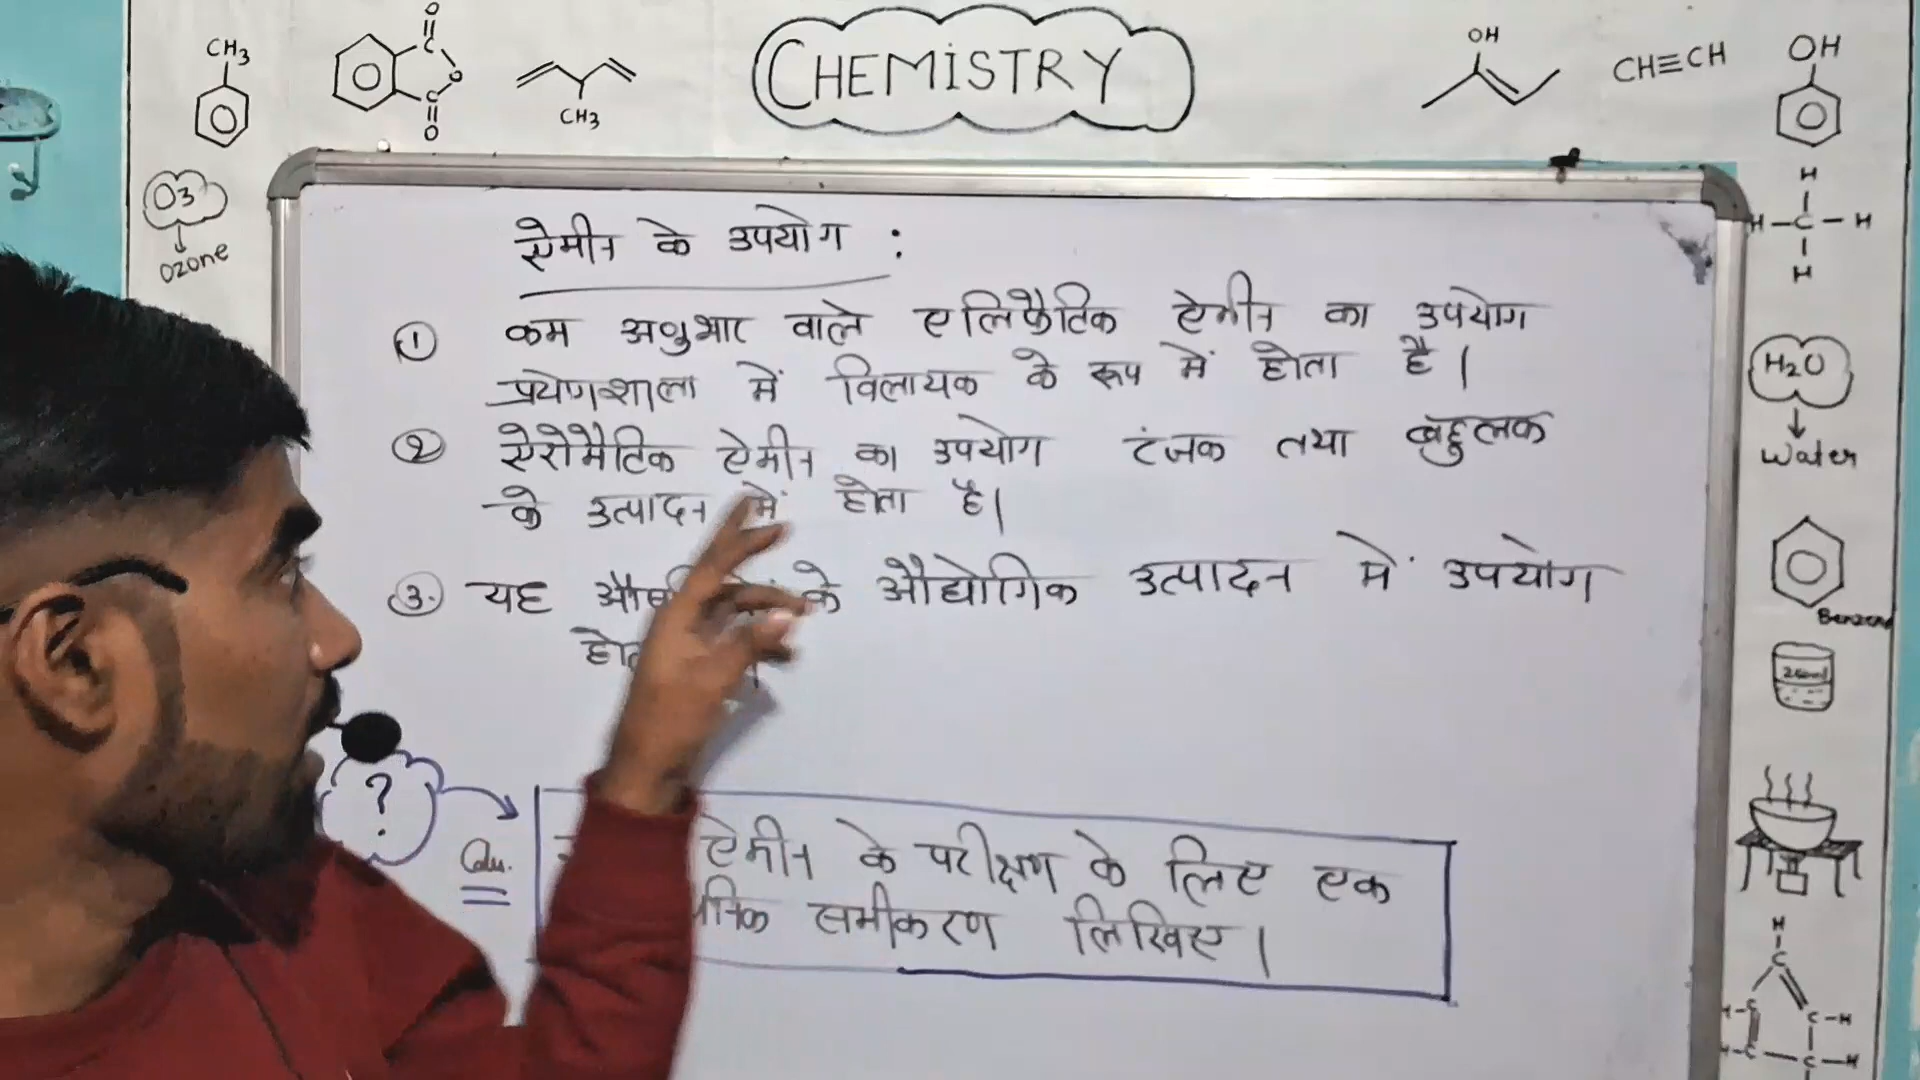 CH3
CH3
O
C
O
C
O
CHEMISTRY
OH
CH≡CH
OH
O3
Ozone
H
H-C-H
H
H2O
Water
Benzene
250ml
ऐमीन के उपयोग :
① कम अणुभार वाले एलिफैटिक ऐमीन का उपयोग
प्रयोगशाला में विलायक के रूप में होता है।
② ऐरोमैटिक ऐमीन का उपयोग रंजक तथा बहुलक
के उत्पादन में होता है।
③. यह के औद्योगिक उत्पादन में उपयोग
?
Qu.
ऐमीन के परीक्षण के लिए एक
समीकरण लिखिए।
H
C
H-C C-H
H-C C-H